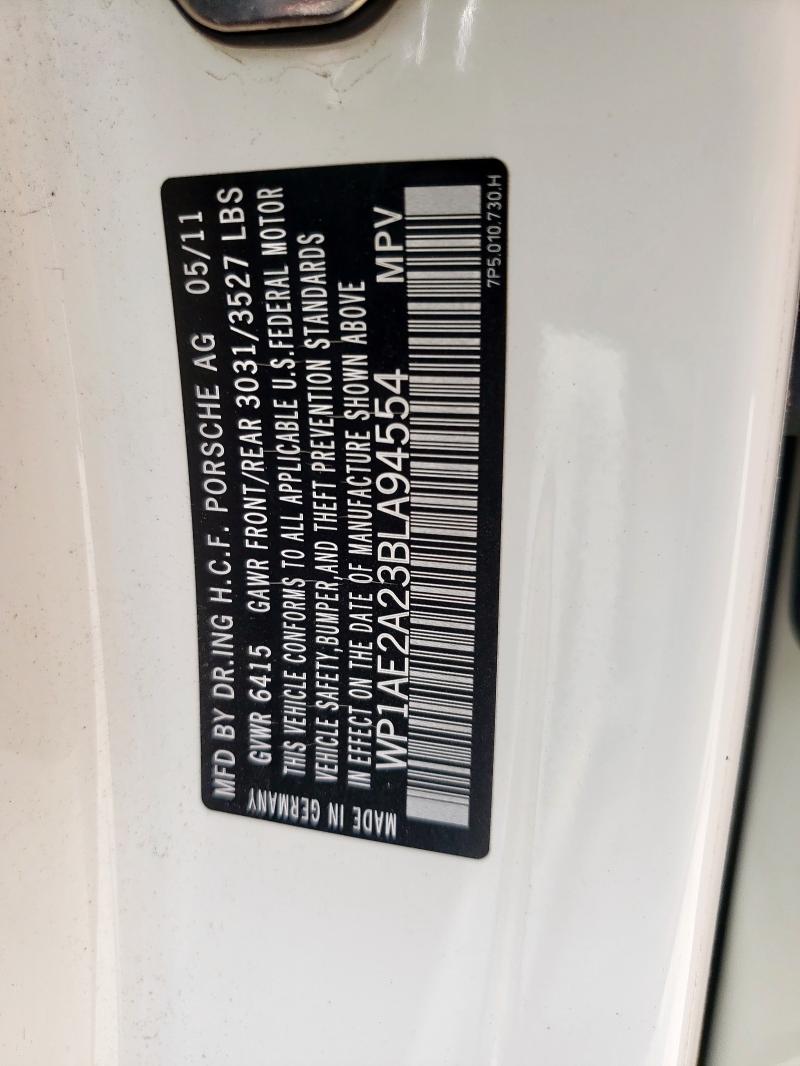 MFD BY DR.ING H.C.F. PORSCHE AG 05/11
GVWR 6415 GAWR FRONT/REAR 3031/3527 LBS
THIS VEHICLE CONFORMS TO ALL APPLICABLE U.S.FEDERAL MOTOR
VEHICLE SAFETY,BUMPER,AND THEFT PREVENTION STANDARDS
IN EFFECT ON THE DATE OF MANUFACTURE SHOWN ABOVE
WP1AE2A23BLA94554 MPV
MADE IN GERMANY
7P5.010.730.H